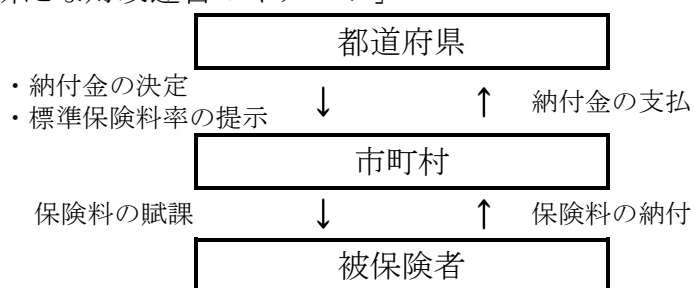 都道府県
・納付金の決定
・標準保険料率の提示
↓ ↑ 納付金の支払
市町村
保険料の賦課 ↓ ↑ 保険料の納付
被保険者